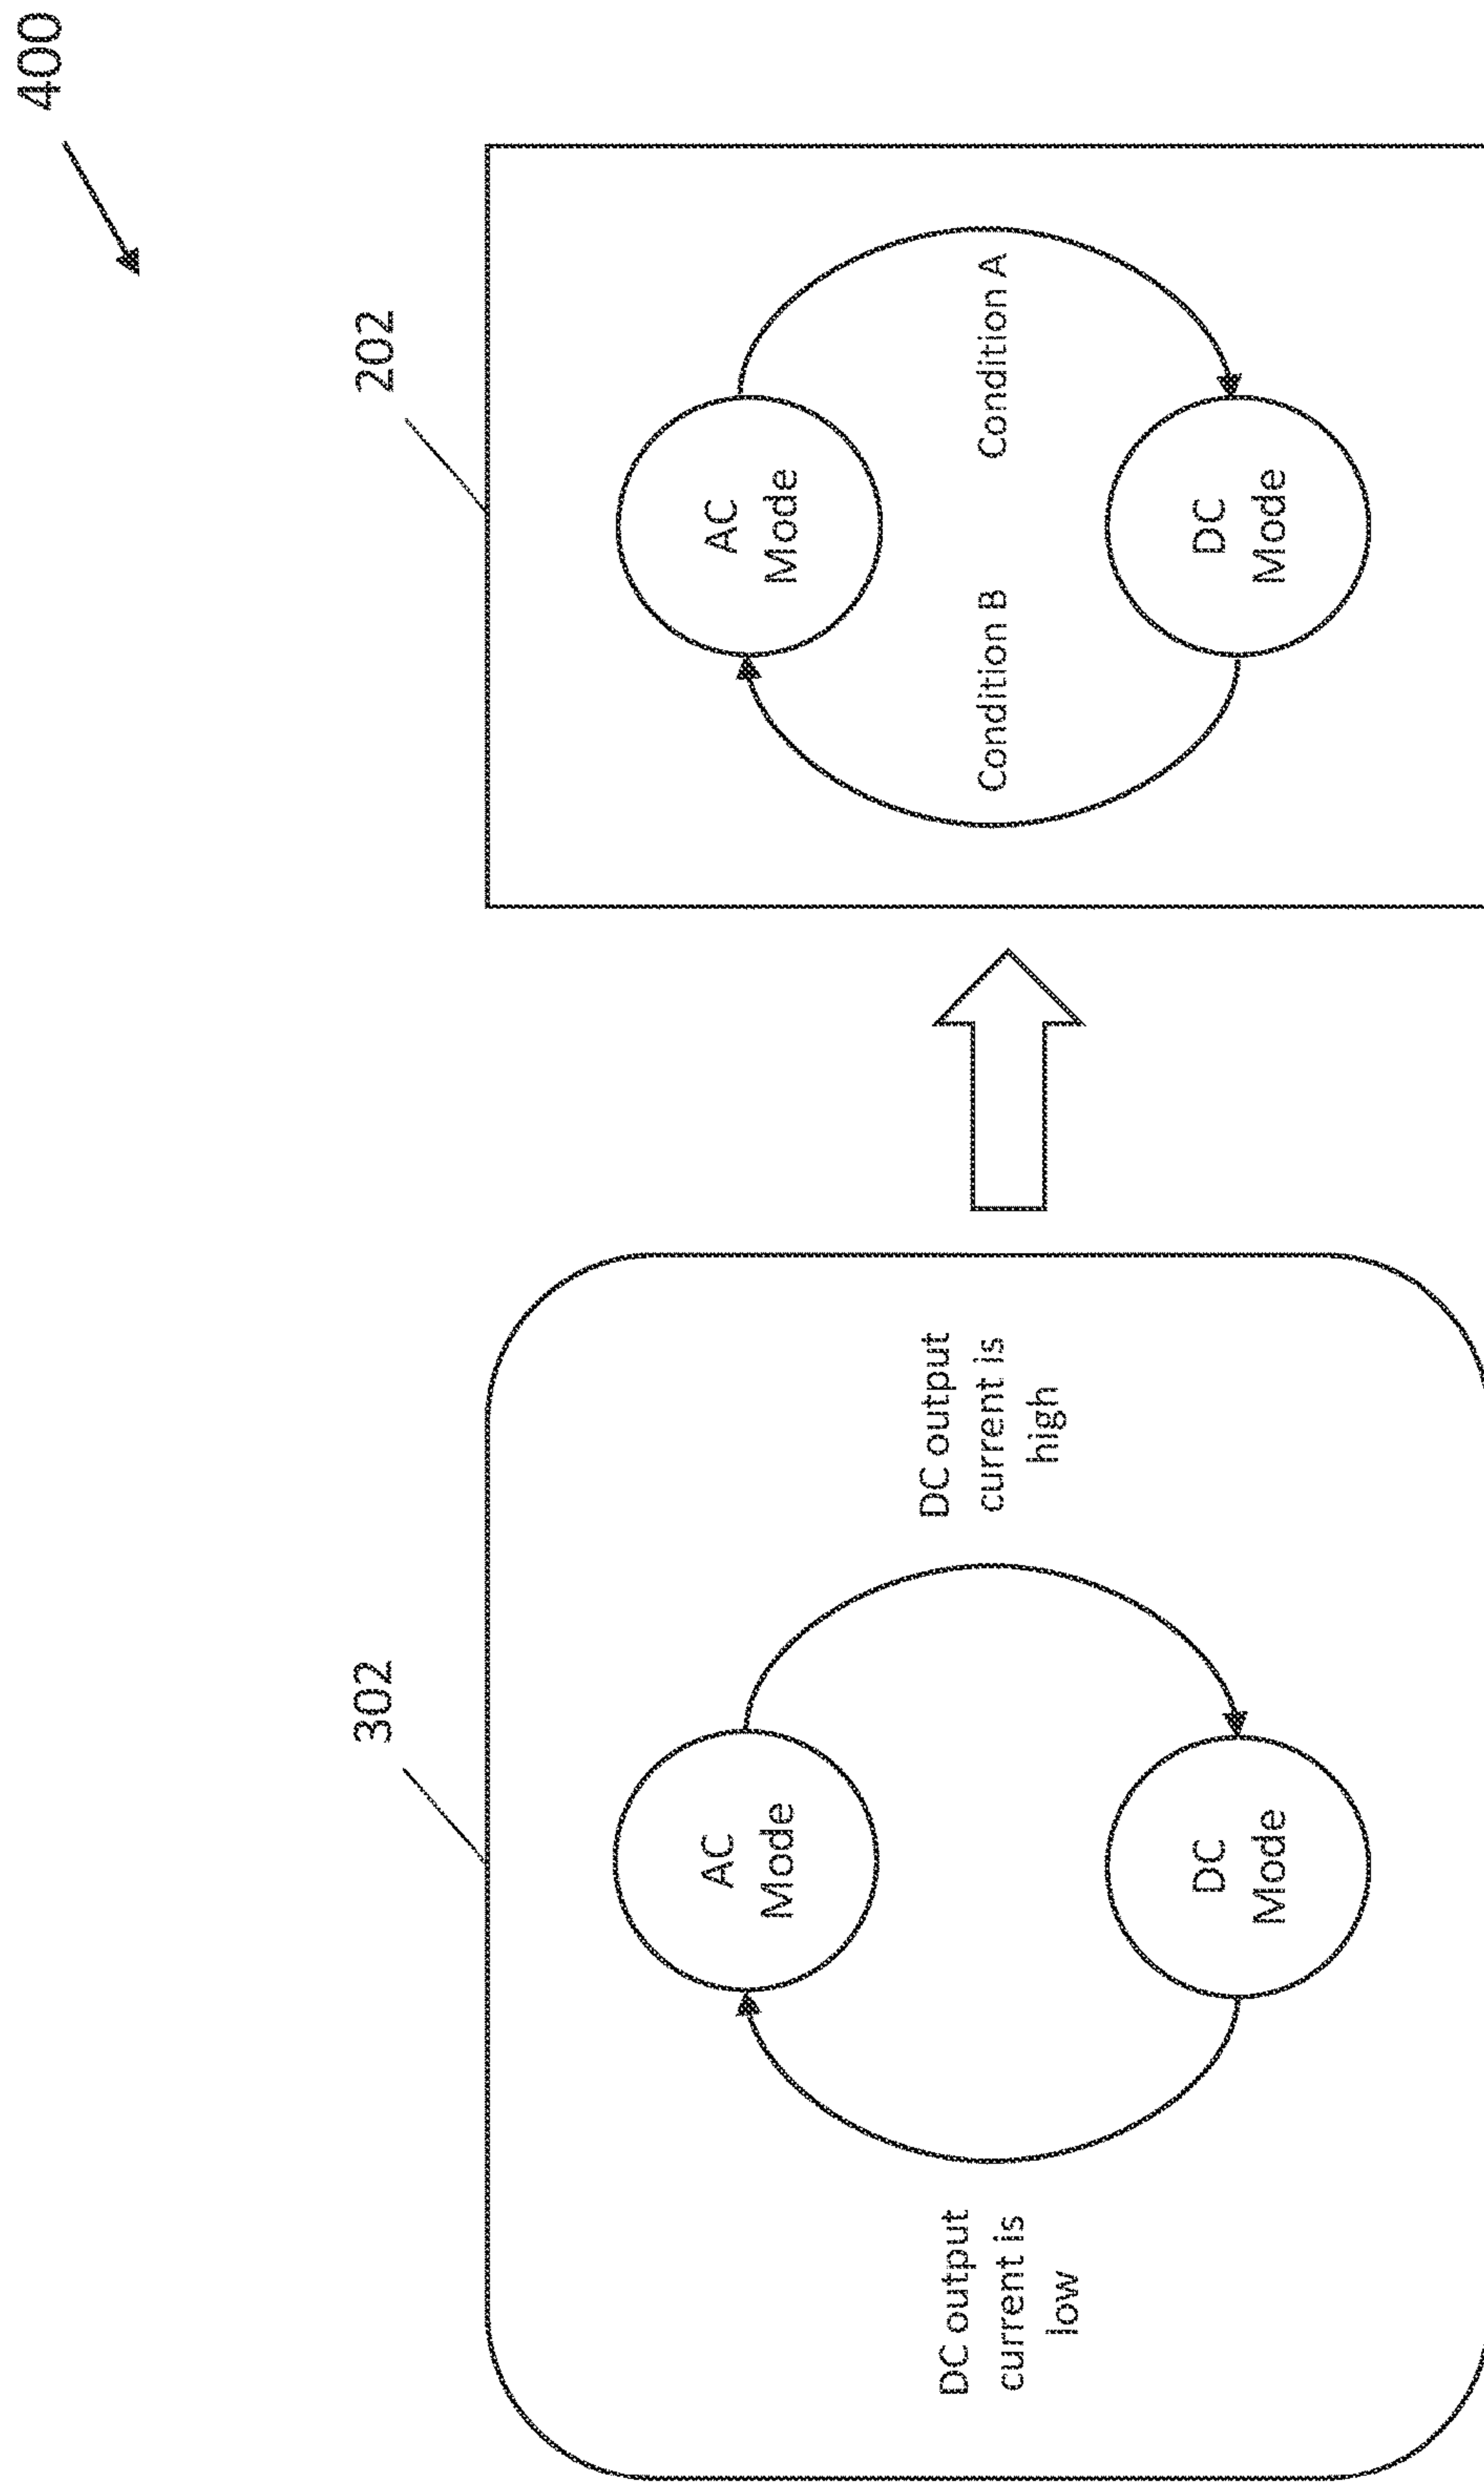 400
302
202
AC
Mode
DC output
current is
low
DC output
current is
high
DC
Mode
AC
Mode
Condition B
Condition A
DC
Mode